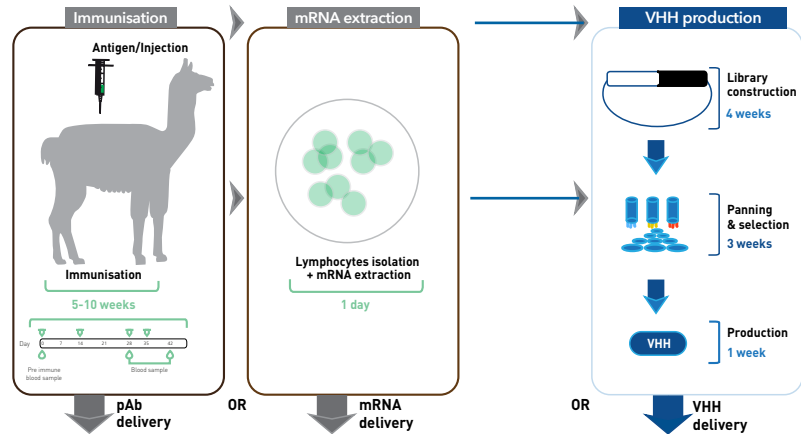 Immunisation
mRNA extraction
VHH production
Antigen/Injection
Immunisation
5-10 weeks
Day
0 7 14 21 28 35 42
Pre immune
blood sample
Blood sample
Lymphocytes isolation
+ mRNA extraction
1 day
Library
construction
4 weeks
Panning
& selection
3 weeks
VHH
Production
1 week
pAb
delivery
OR
mRNA
delivery
OR
VHH
delivery